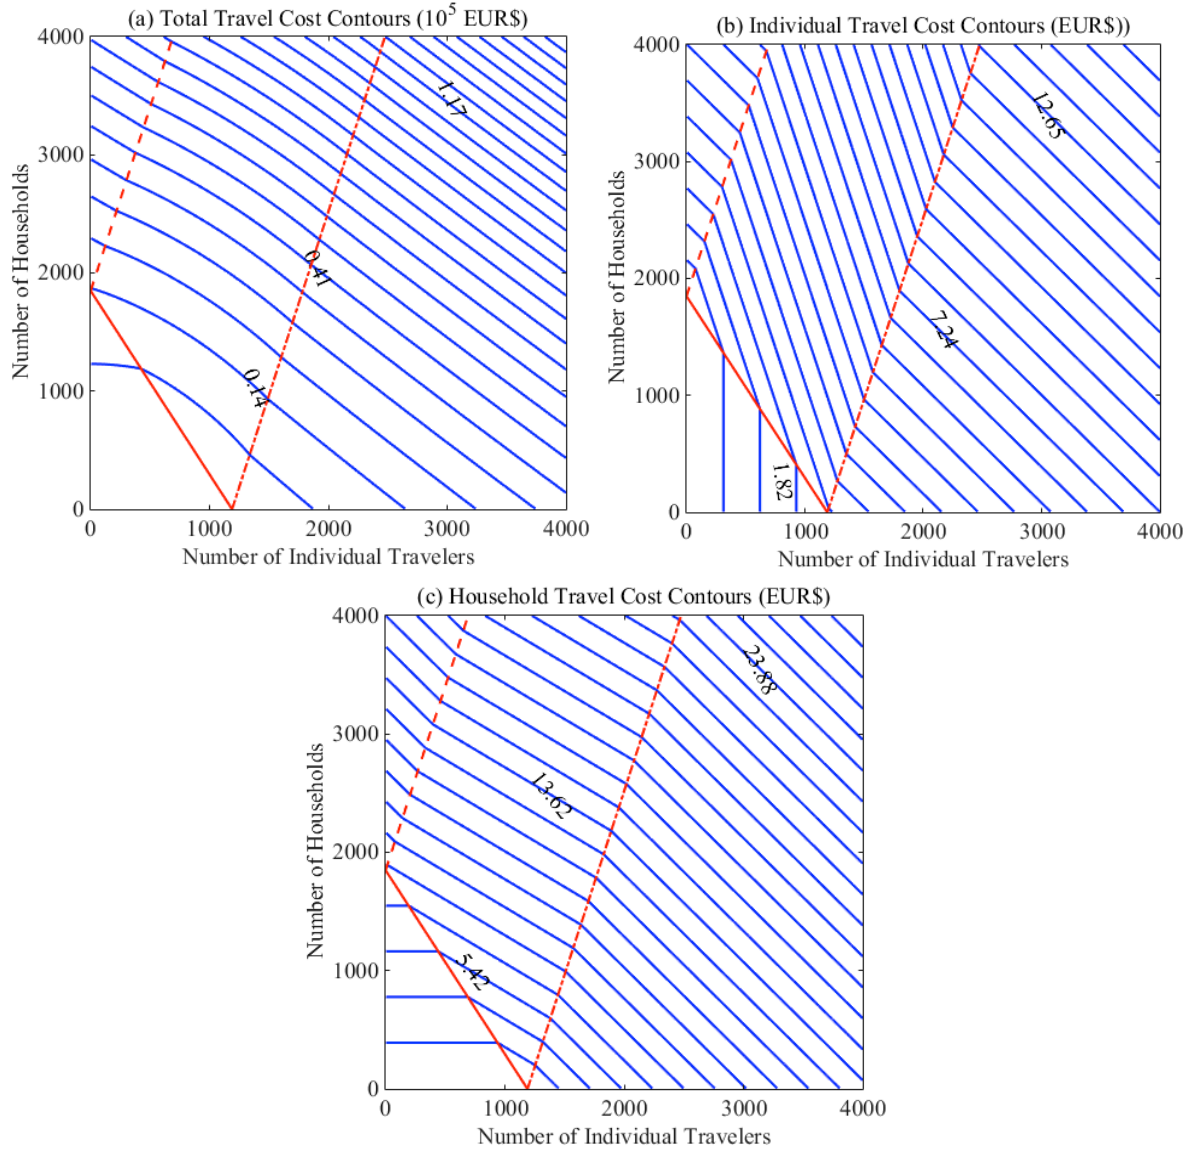 (a) Total Travel Cost Contours (10^5 EUR$)
4000
3000
2000
1000
0
Number of Households
1.17
0.41
0.14
0 1000 2000 3000 4000
Number of Individual Travelers
(b) Individual Travel Cost Contours (EUR$))
4000
3000
2000
1000
0
Number of Households
12.65
7.24
1.82
0 1000 2000 3000 4000
Number of Individual Travelers
(c) Household Travel Cost Contours (EUR$)
4000
3000
2000
1000
0
Number of Households
23.88
13.62
5.42
0 1000 2000 3000 4000
Number of Individual Travelers